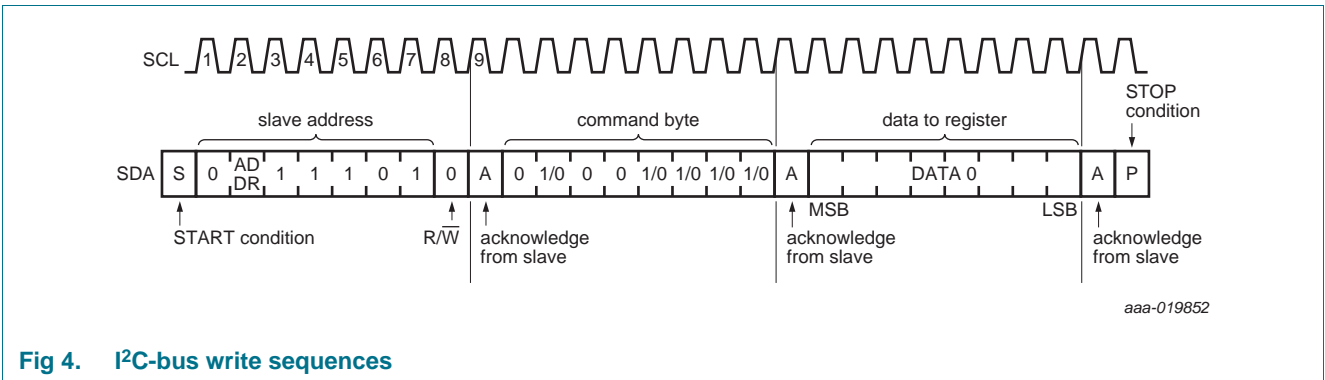 SCL 1 2 3 4 5 6 7 8 9
STOP
condition
slave address command byte data to register
SDA S 0 AD DR 1 1 1 0 1 0 A 0 1/0 0 0 1/0 1/0 1/0 1/0 A DATA 0 A P
MSB LSB
START condition R/W̅ acknowledge from slave acknowledge from slave acknowledge from slave
aaa-019852
Fig 4. I²C-bus write sequences